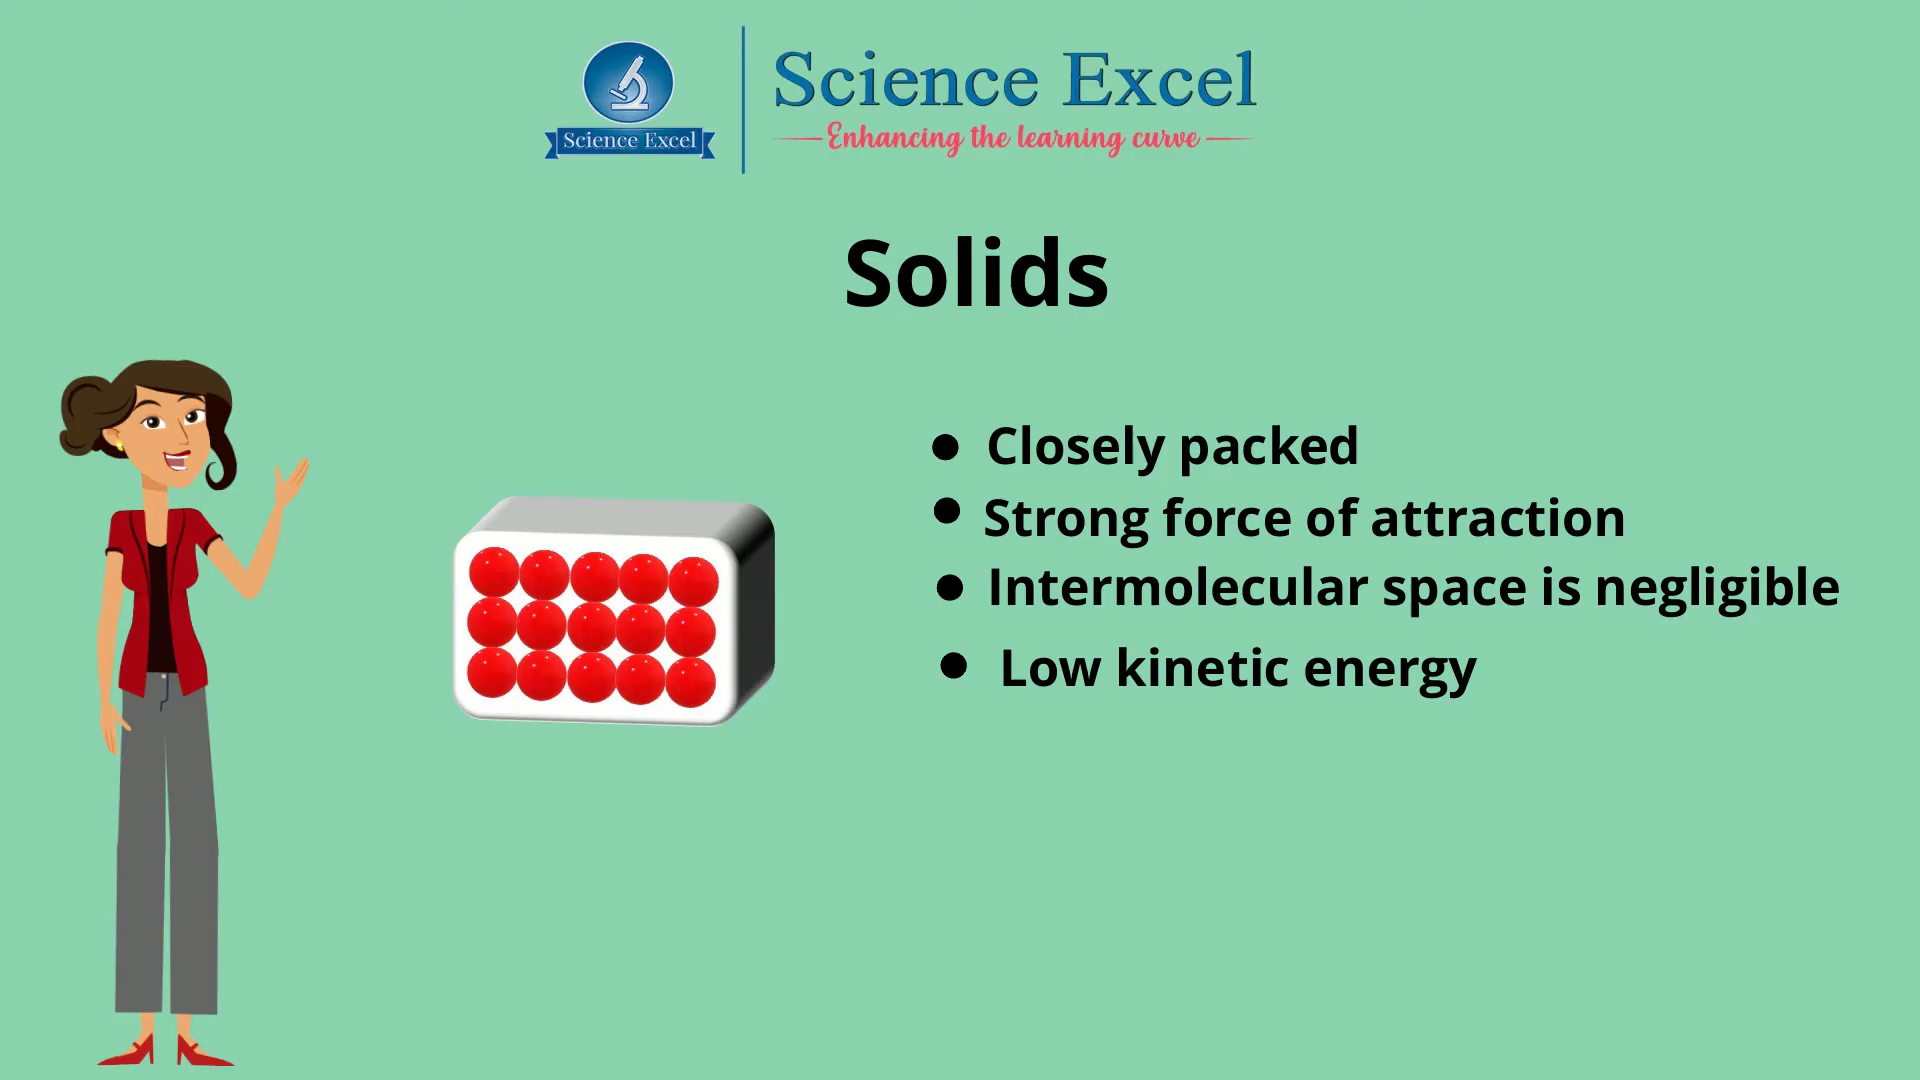 Science Excel
Science Excel
Enhancing the learning curve
Solids
• Closely packed
• Strong force of attraction
• Intermolecular space is negligible
• Low kinetic energy